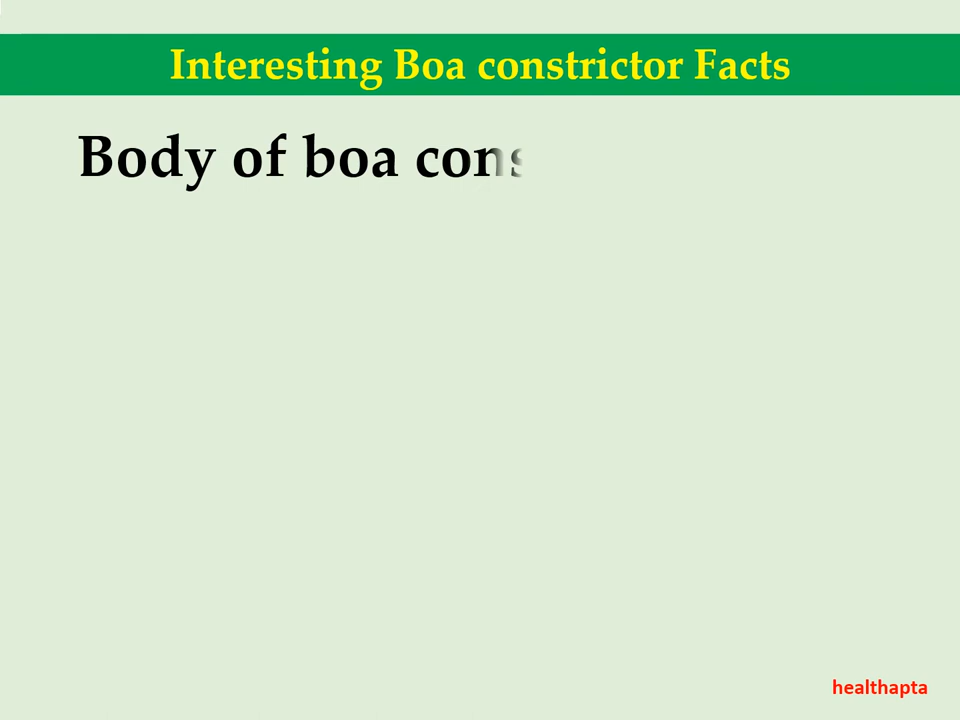 Interesting Boa constrictor Facts
Body of boa cons
healthapta